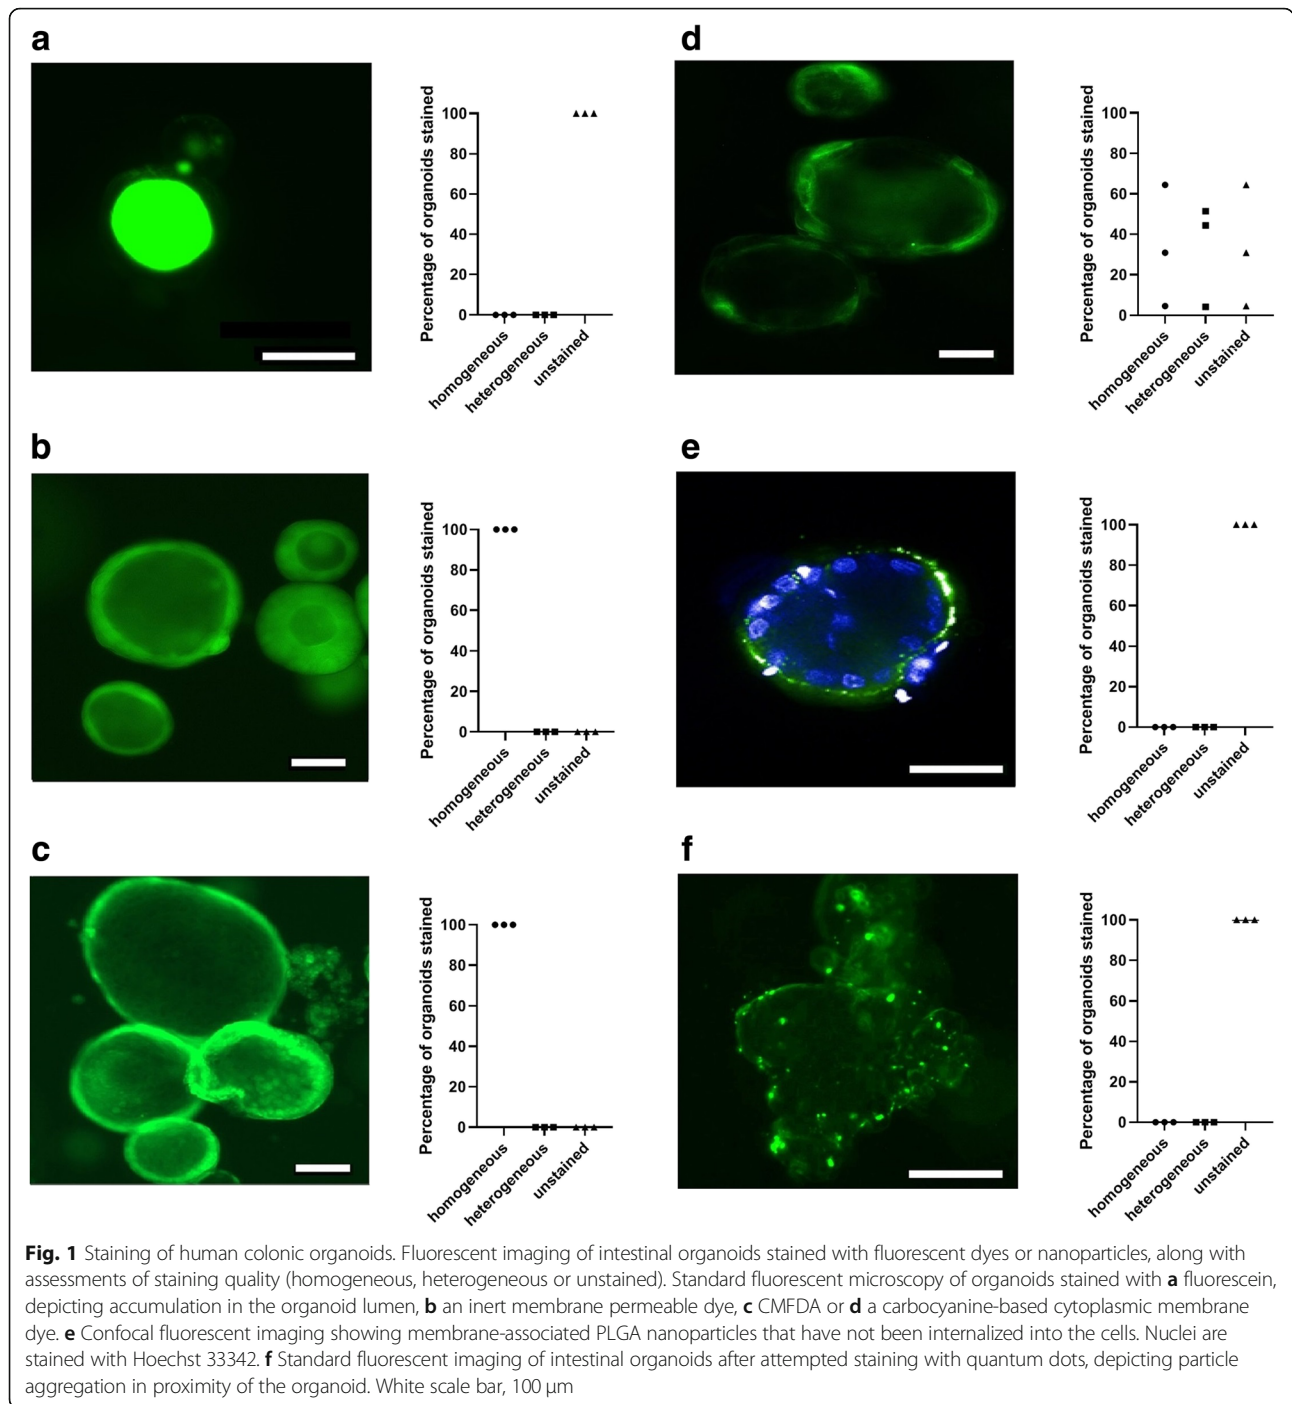 a
Percentage of organoids stained
100
80
60
40
20
0
homogeneous
heterogeneous
unstained
d
Percentage of organoids stained
100
80
60
40
20
0
homogeneous
heterogeneous
unstained
b
Percentage of organoids stained
100
80
60
40
20
0
homogeneous
heterogeneous
unstained
e
Percentage of organoids stained
100
80
60
40
20
0
homogeneous
heterogeneous
unstained
c
Percentage of organoids stained
100
80
60
40
20
0
homogeneous
heterogeneous
unstained
f
Percentage of organoids stained
100
80
60
40
20
0
homogeneous
heterogeneous
unstained
Fig. 1 Staining of human colonic organoids. Fluorescent imaging of intestinal organoids stained with fluorescent dyes or nanoparticles, along with
assessments of staining quality (homogeneous, heterogeneous or unstained). Standard fluorescent microscopy of organoids stained with a fluorescein,
depicting accumulation in the organoid lumen, b an inert membrane permeable dye, c CMFDA or d a carbocyanine-based cytoplasmic membrane
dye. e Confocal fluorescent imaging showing membrane-associated PLGA nanoparticles that have not been internalized into the cells. Nuclei are
stained with Hoechst 33342. f Standard fluorescent imaging of intestinal organoids after attempted staining with quantum dots, depicting particle
aggregation in proximity of the organoid. White scale bar, 100 μm